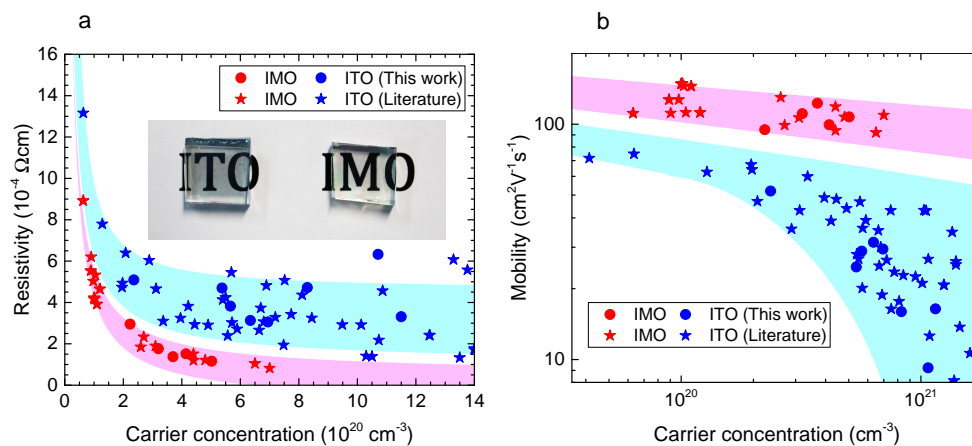 a
16
14
12
10
8
6
4
2
0
Resistivity (10⁻⁴ Ωcm)
IMO ITO (This work)
IMO ITO (Literature)
ITO IMO
0 2 4 6 8 10 12 14
Carrier concentration (10²⁰ cm⁻³)
b
100
10
Mobility (cm²V⁻¹s⁻¹)
IMO ITO (This work)
IMO ITO (Literature)
10²⁰ 10²¹
Carrier concentration (cm⁻³)